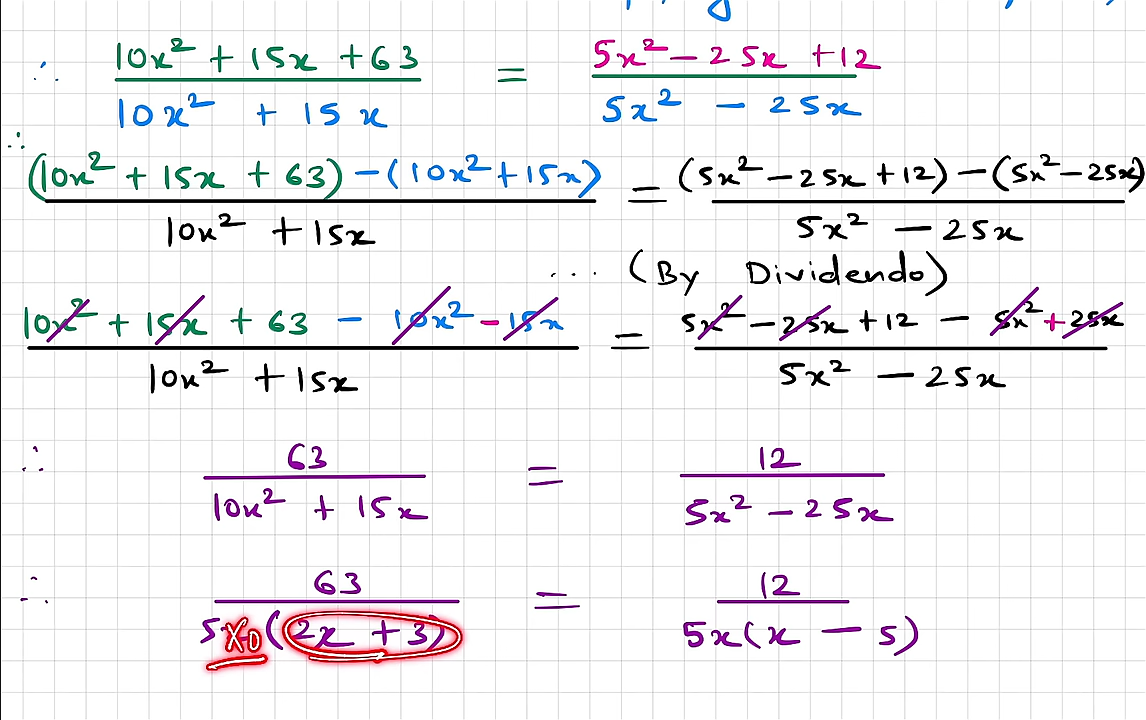 ∴ (10x² + 15x + 63)/(10x² + 15x) = (5x² - 25x + 12)/(5x² - 25x)
∴ ((10x² + 15x + 63) - (10x² + 15x))/(10x² + 15x) = ((5x² - 25x + 12) - (5x² - 25x))/(5x² - 25x)
... (By Dividendo)
(10x² + 15x + 63 - 10x² - 15x)/(10x² + 15x) = (5x² - 25x + 12 - 5x² + 25x)/(5x² - 25x)
∴ 63/(10x² + 15x) = 12/(5x² - 25x)
∴ 63/(5x(2x + 3)) = 12/(5x(x - 5))